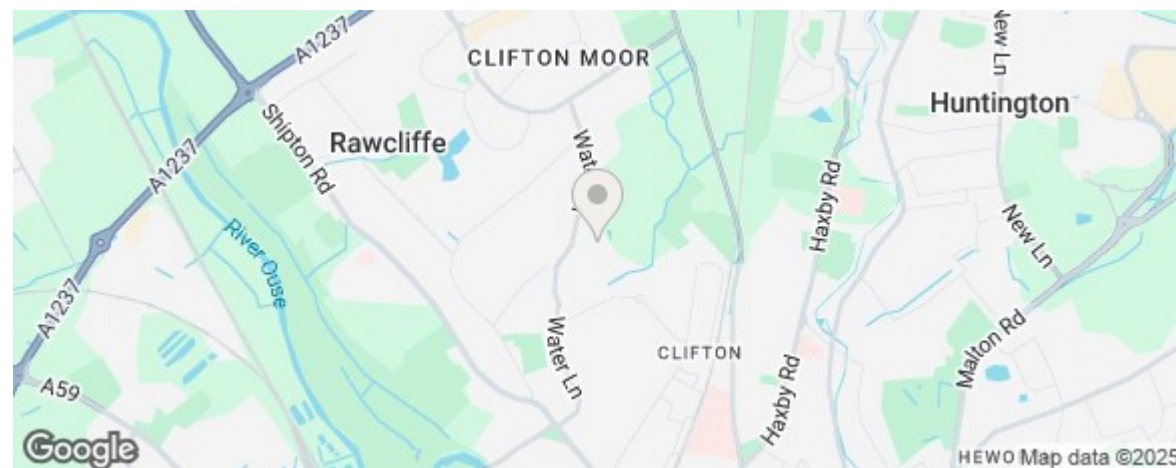 A1237
CLIFTON MOOR
New Ln
Huntington
Shipton Rd
Rawcliffe
Haxby Rd
A1237
New Ln
River Ouse
A1237
Water Ln
CLIFTON
Malton Rd
A59
Haxby Rd
Google
HEWO
Map data ©2025